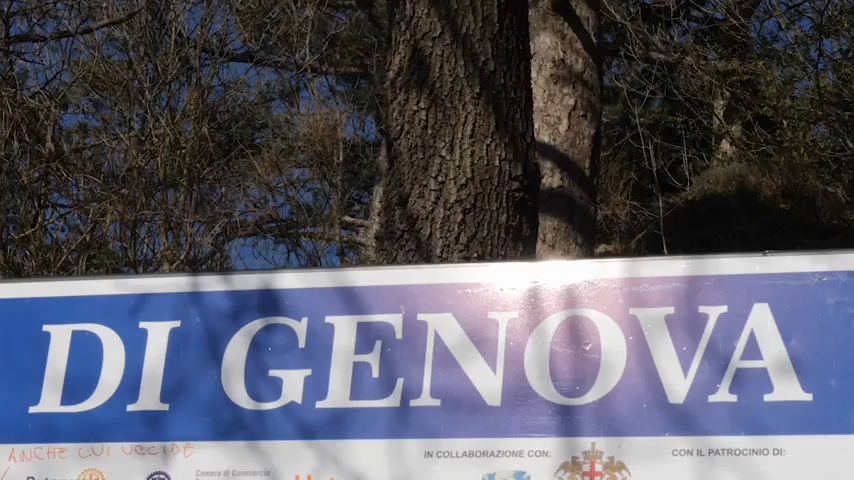 DI GENOVA
ANCHE CUI UCCIDE
IN COLLABORAZIONE CON:
CON IL PATROCINIO DI:
Camera di Commercio